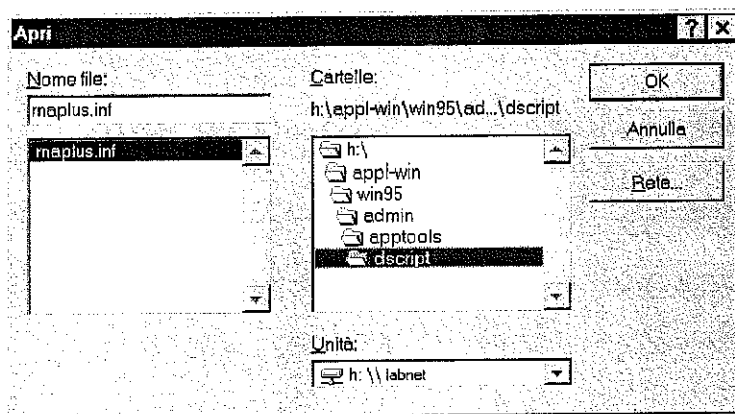 Apri
? x
Nome file:
rnaplus.inf
rnaplus.inf
Cartelle:
h:\appl-win\win95\ad...\dscript
h:\
appl-win
win95
admin
apptools
dscript
Unità:
h: \\ labnet
OK
Annulla
Rete...